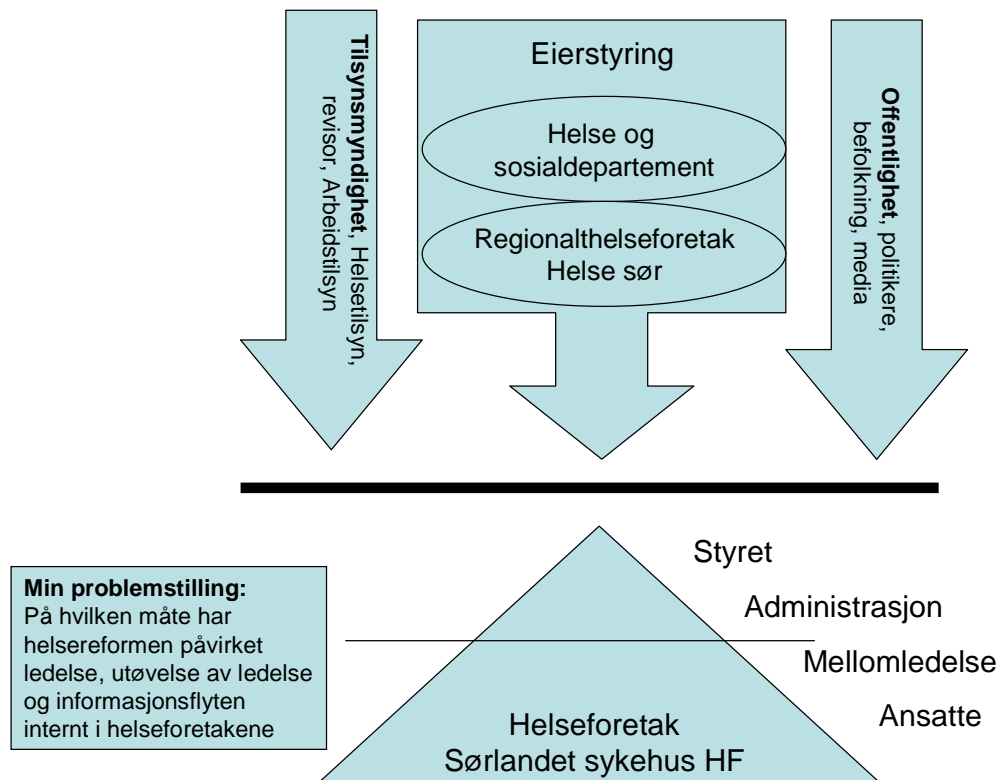 Tilsynsmyndighet, Helsetilsyn,
revisor, Arbeidstilsyn
Eierstyring
Helse og
sosialdepartement
Regionalthelseforetak
Helse sør
Offentlighet, politikere,
befolkning, media
Styret
Administrasjon
Mellomledelse
Ansatte
Min problemstilling:
På hvilken måte har
helsereformen påvirket
ledelse, utøvelse av ledelse
og informasjonsflyten
internt i helseforetakene
Helseforetak
Sørlandet sykehus HF